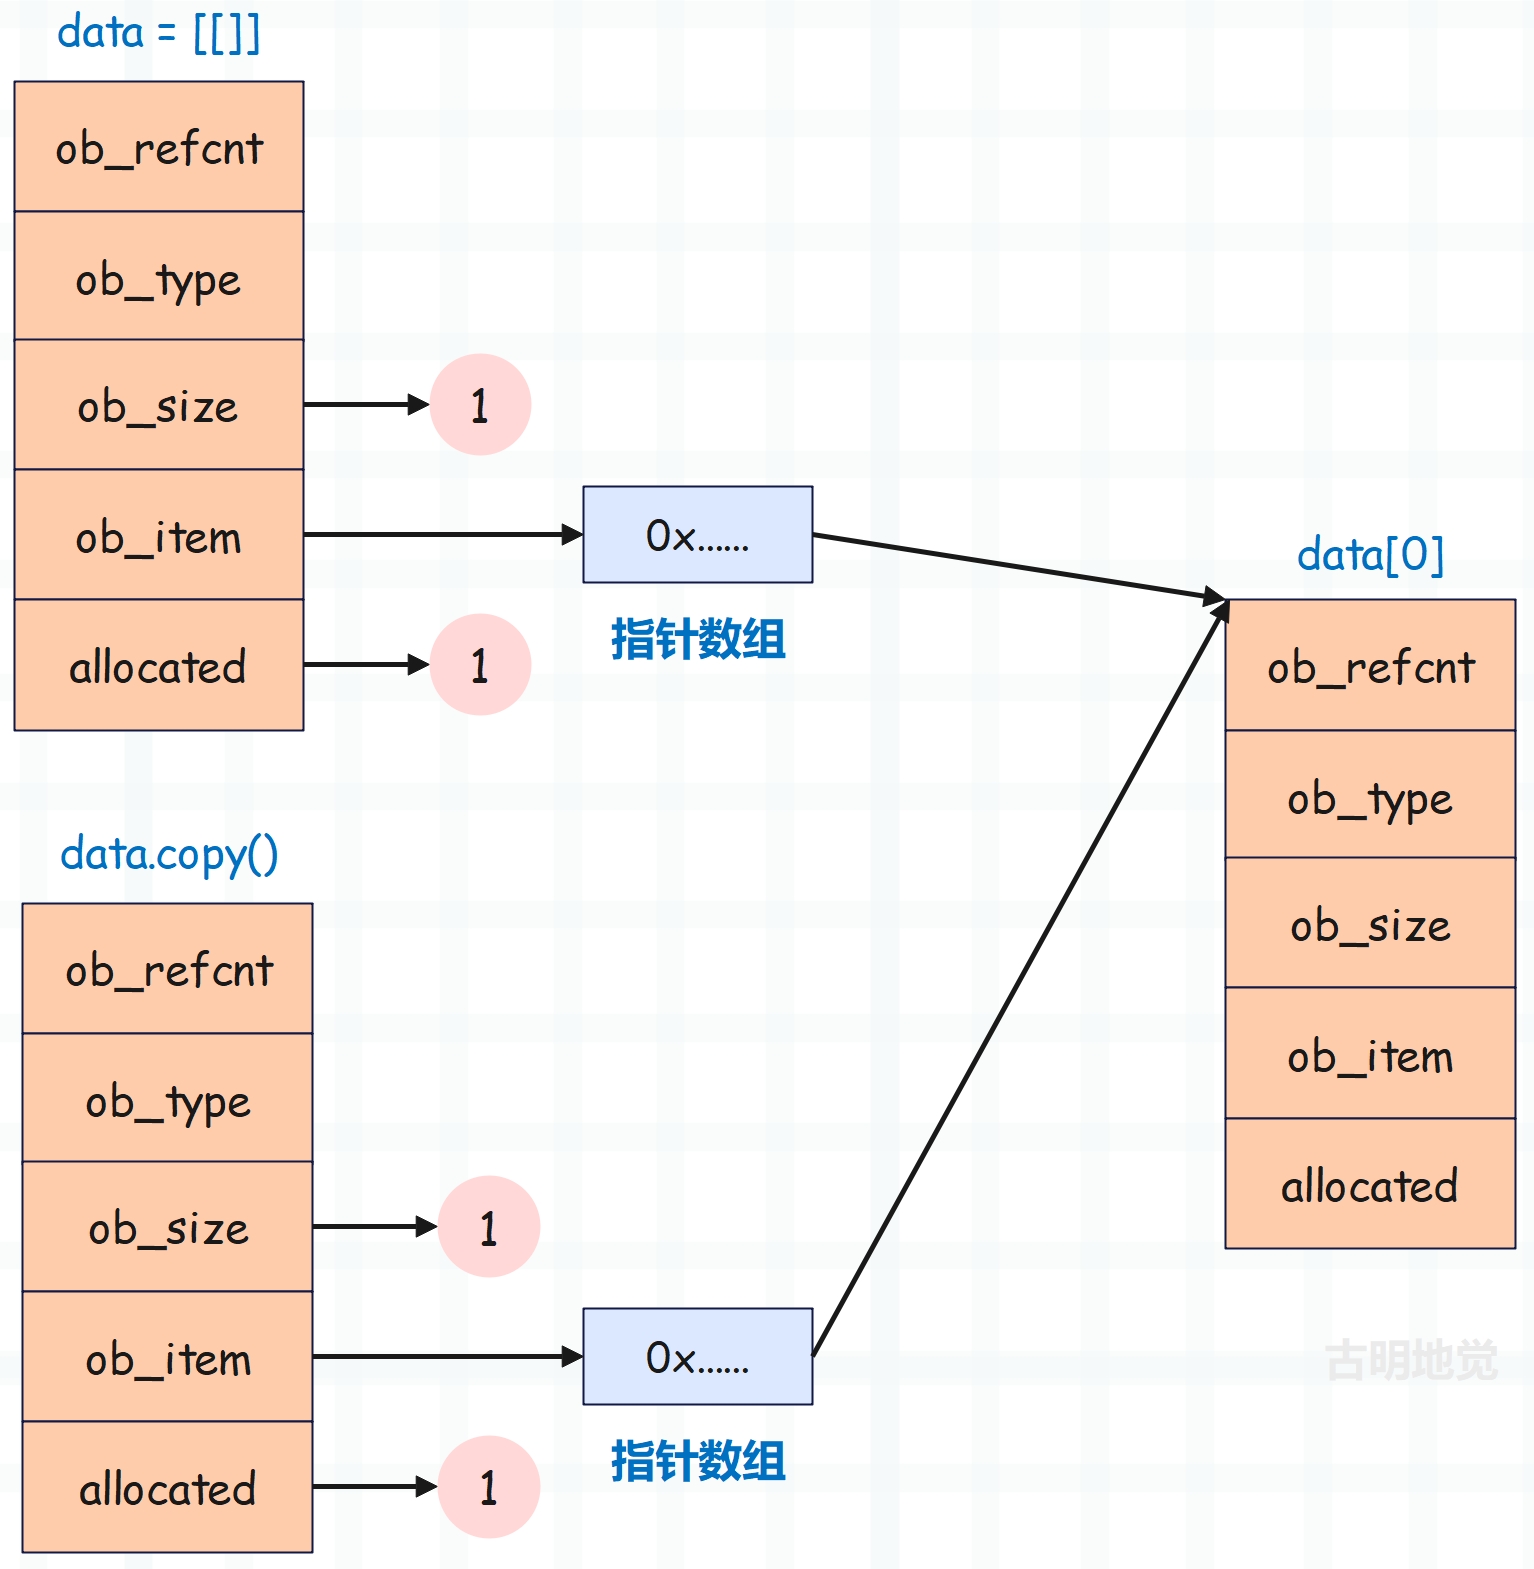 data = [[]]
ob_refcnt
ob_type
ob_size
1
ob_item
0x......
allocated
1
指针数组
data[0]
ob_refcnt
ob_type
ob_size
ob_item
allocated
data.copy()
ob_refcnt
ob_type
ob_size
1
ob_item
0x......
allocated
1
指针数组
古明地觉